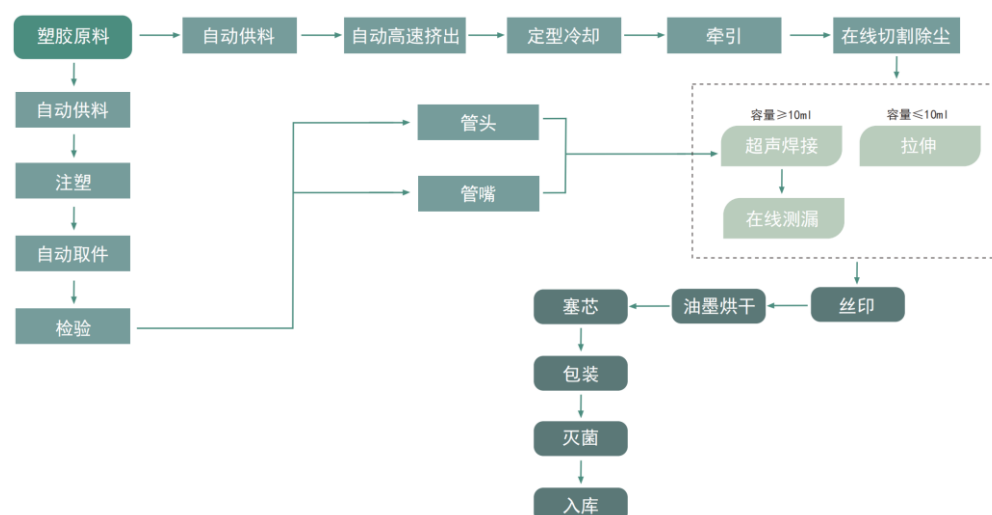 塑胶原料
自动供料
自动高速挤出
定型冷却
牵引
在线切割除尘
自动供料
注塑
自动取件
检验
管头
管嘴
容量≥10ml
容量≤10ml
超声焊接
拉伸
在线测漏
丝印
油墨烘干
塞芯
包装
灭菌
入库